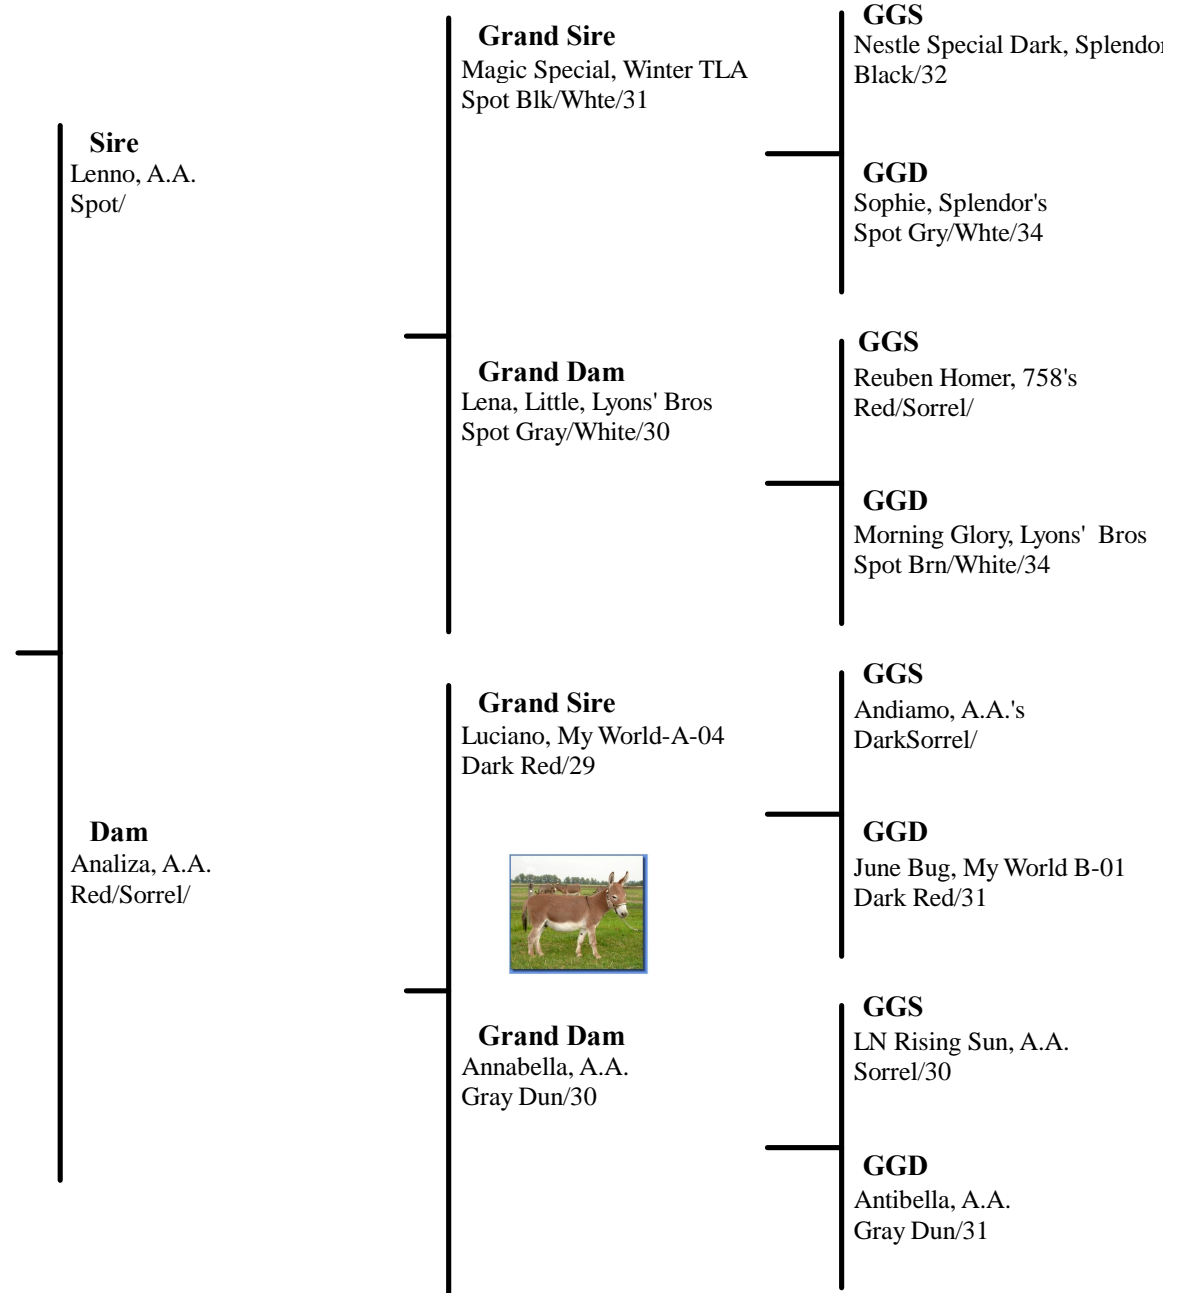 Sire
Lenno, A.A.
Spot/
Dam
Analiza, A.A.
Red/Sorrel/
Grand Sire
Magic Special, Winter TLA
Spot Blk/Whte/31
Grand Dam
Lena, Little, Lyons' Bros
Spot Gray/White/30
Grand Sire
Luciano, My World-A-04
Dark Red/29
Grand Dam
Annabella, A.A.
Gray Dun/30
GGS
Nestle Special Dark, Splendor
Black/32
GGD
Sophie, Splendor's
Spot Gry/Whte/34
GGS
Reuben Homer, 758's
Red/Sorrel/
GGD
Morning Glory, Lyons' Bros
Spot Brn/White/34
GGS
Andiamo, A.A.'s
DarkSorrel/
GGD
June Bug, My World B-01
Dark Red/31
GGS
LN Rising Sun, A.A.
Sorrel/30
GGD
Antibella, A.A.
Gray Dun/31